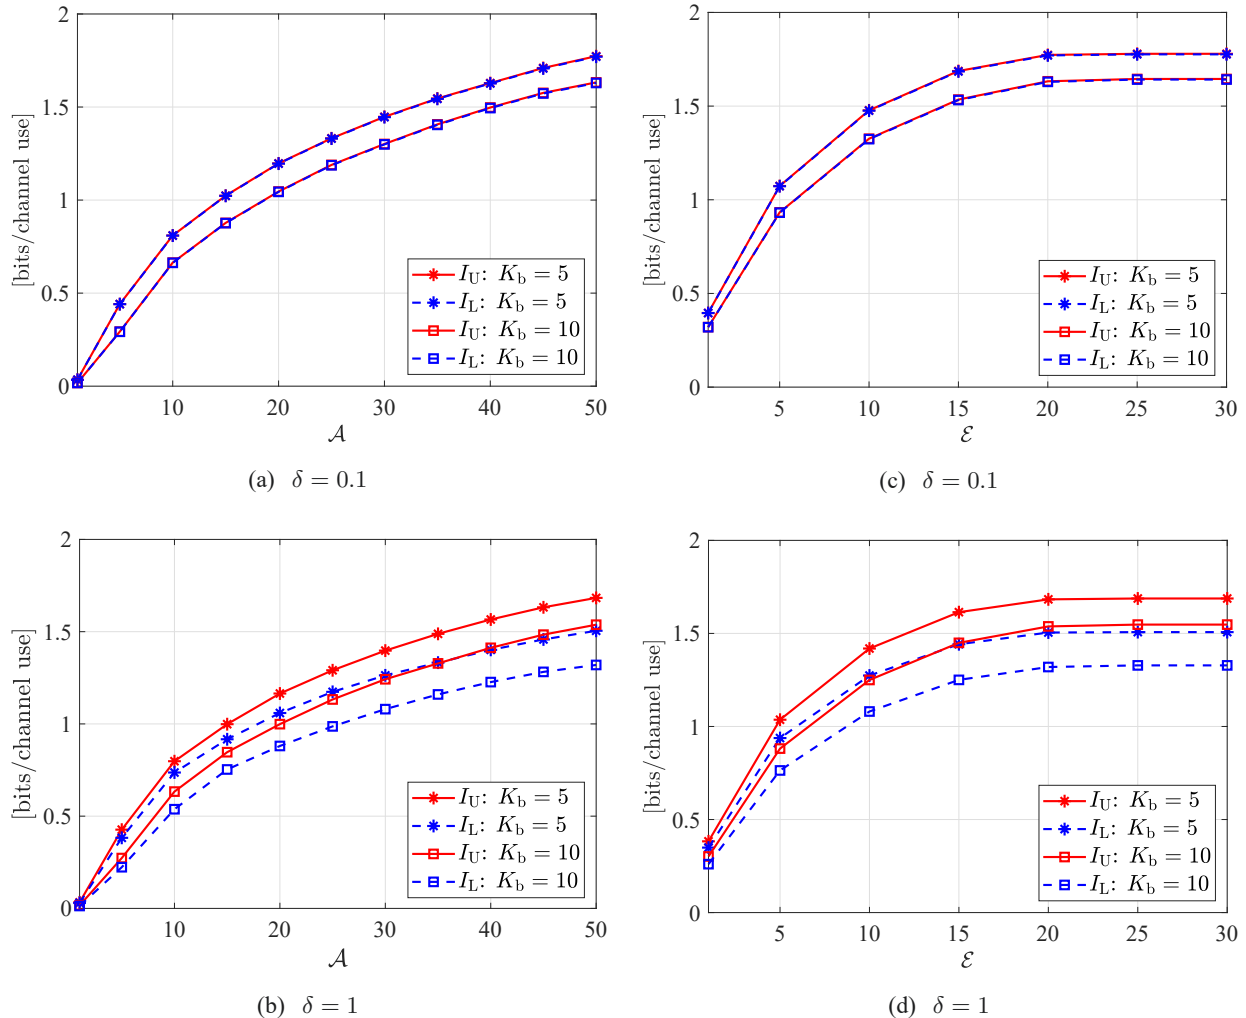 2
1.5
1
0.5
0
[bits/channel use]
10 20 30 40 50
𝒜
I_U: K_b = 5
I_L: K_b = 5
I_U: K_b = 10
I_L: K_b = 10
(a) δ = 0.1
2
1.5
1
0.5
0
[bits/channel use]
5 10 15 20 25 30
ℰ
I_U: K_b = 5
I_L: K_b = 5
I_U: K_b = 10
I_L: K_b = 10
(c) δ = 0.1
2
1.5
1
0.5
0
[bits/channel use]
10 20 30 40 50
𝒜
I_U: K_b = 5
I_L: K_b = 5
I_U: K_b = 10
I_L: K_b = 10
(b) δ = 1
2
1.5
1
0.5
0
[bits/channel use]
5 10 15 20 25 30
ℰ
I_U: K_b = 5
I_L: K_b = 5
I_U: K_b = 10
I_L: K_b = 10
(d) δ = 1